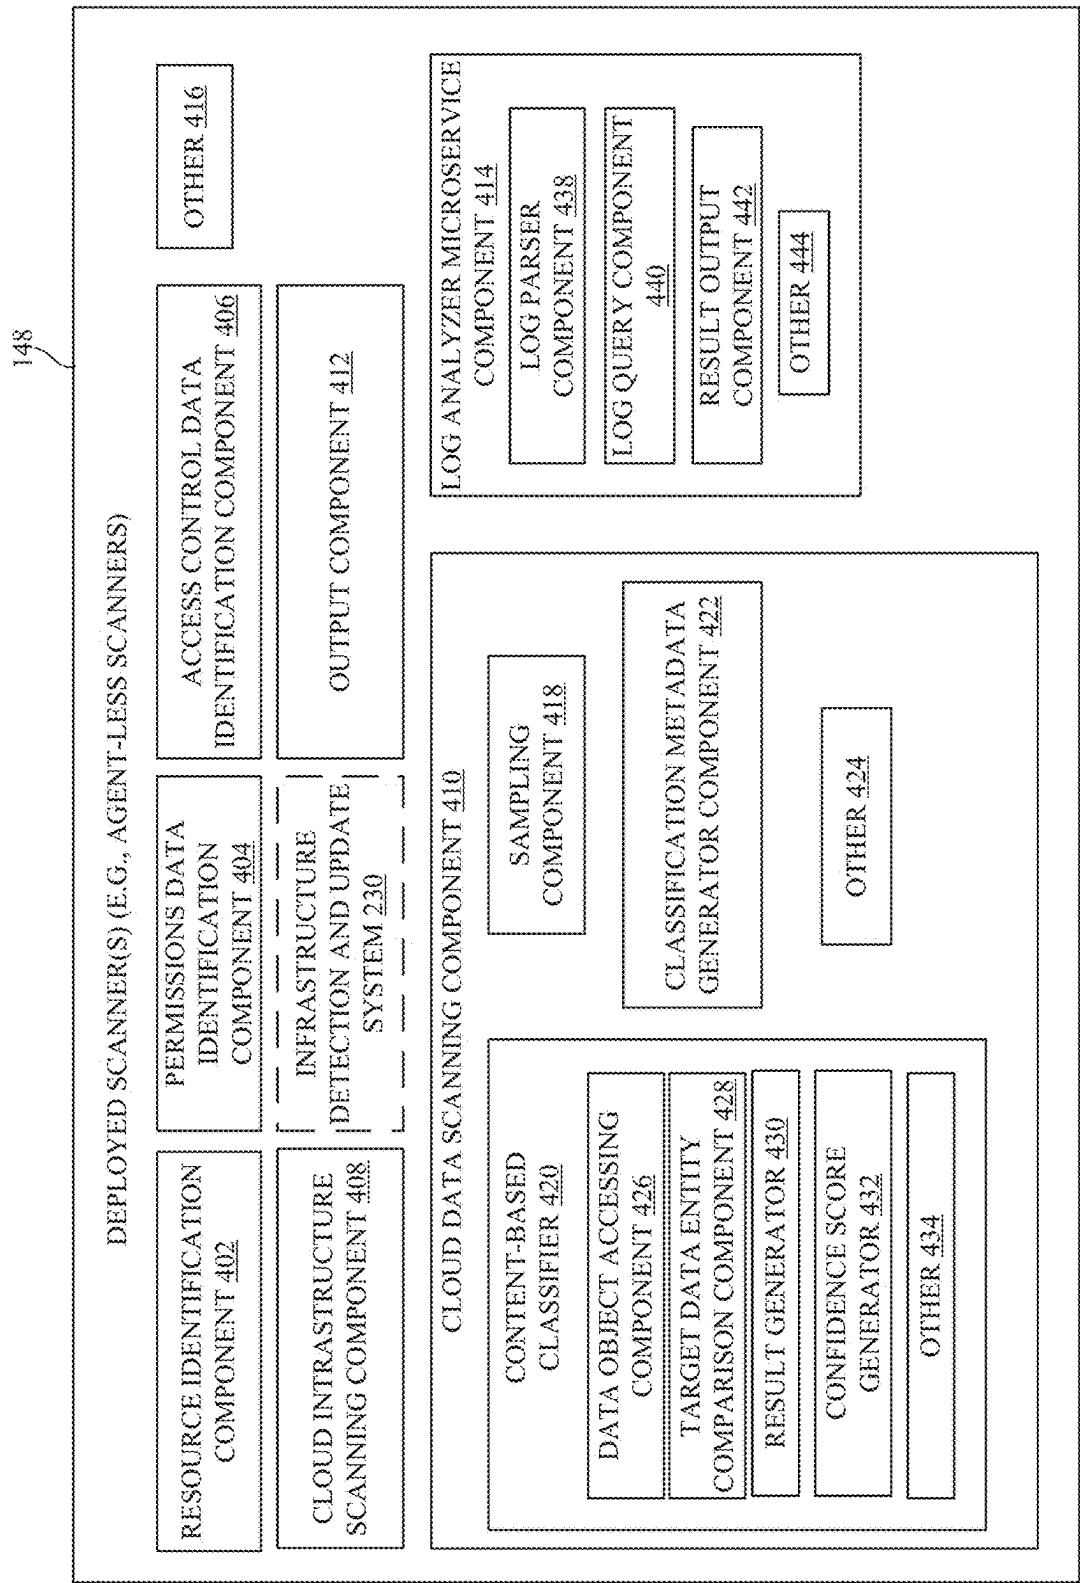 148
DEPLOYED SCANNER(S) (E.G., AGENT-LESS SCANNERS)
RESOURCE IDENTIFICATION
COMPONENT 402
PERMISSIONS DATA
IDENTIFICATION
COMPONENT 404
ACCESS CONTROL DATA
IDENTIFICATION COMPONENT 406
OTHER 416
CLOUD INTRASTRUCTURE
SCANNING COMPONENT 408
INFRASTRUCTURE
DETECTION AND UPDATE
SYSTEM 230
OUTPUT COMPONENT 412
CLOUD DATA SCANNING COMPONENT 410
CONTENT-BASED
CLASSIFIER 420
DATA OBJECT ACCESSING
COMPONENT 426
TARGET DATA ENTITY
COMPARISON COMPONENT 428
RESULT GENERATOR 430
CONFIDENCE SCORE
GENERATOR 432
OTHER 434
SAMPLING
COMPONENT 418
CLASSIFICATION METADATA
GENERATOR COMPONENT 422
OTHER 424
LOG ANALYZER MICROSERVICE
COMPONENT 414
LOG PARSER
COMPONENT 438
LOG QUERY COMPONENT
440
RESULT OUTPUT
COMPONENT 442
OTHER 444